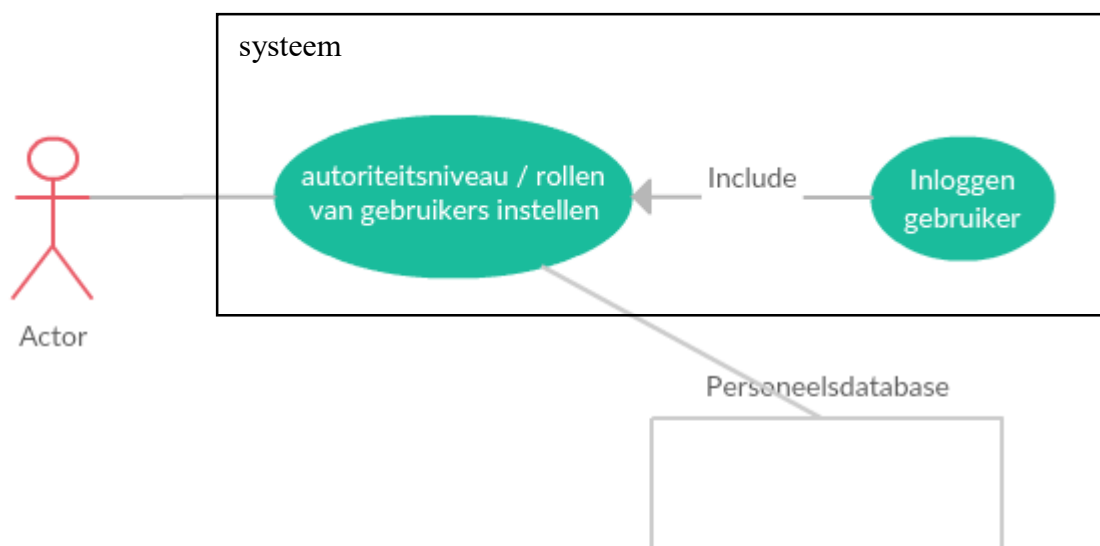 systeem
autoriteitsniveau / rollen
van gebruikers instellen
Include
Inloggen
gebruiker
Actor
Personeelsdatabase